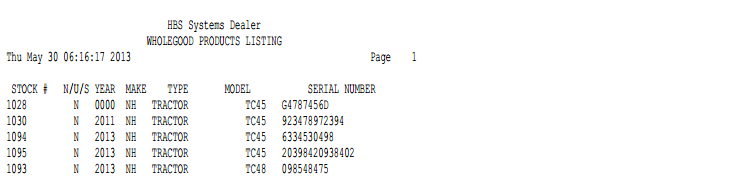 HBS Systems Dealer
WHOLEGOOD PRODUCTS LISTING
Thu May 30 06:16:17 2013 Page 1
STOCK # N/U/S YEAR MAKE TYPE MODEL SERIAL NUMBER
1028 N 0000 NH TRACTOR TC45 G4787456D
1030 N 2011 NH TRACTOR TC45 923478972394
1094 N 2013 NH TRACTOR TC45 6334530498
1095 N 2013 NH TRACTOR TC45 20398420938402
1093 N 2013 NH TRACTOR TC48 098548475